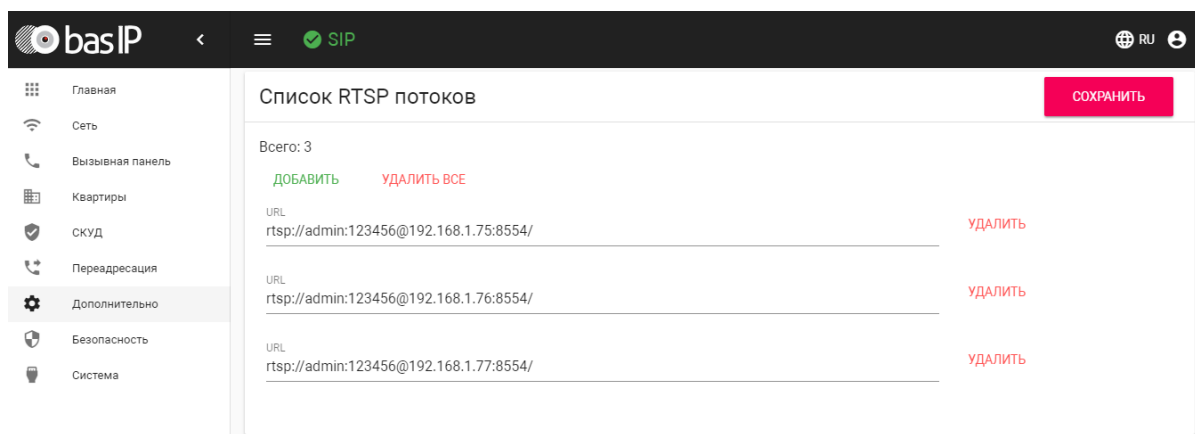 bas IP
SIP
RU
Главная
Сеть
Вызывная панель
Квартиры
СКУД
Переадресация
Дополнительно
Безопасность
Система
Список RTSP потоков
СОХРАНИТЬ
Всего: 3
ДОБАВИТЬ УДАЛИТЬ ВСЕ
URL
rtsp://admin:123456@192.168.1.75:8554/
УДАЛИТЬ
URL
rtsp://admin:123456@192.168.1.76:8554/
УДАЛИТЬ
URL
rtsp://admin:123456@192.168.1.77:8554/
УДАЛИТЬ